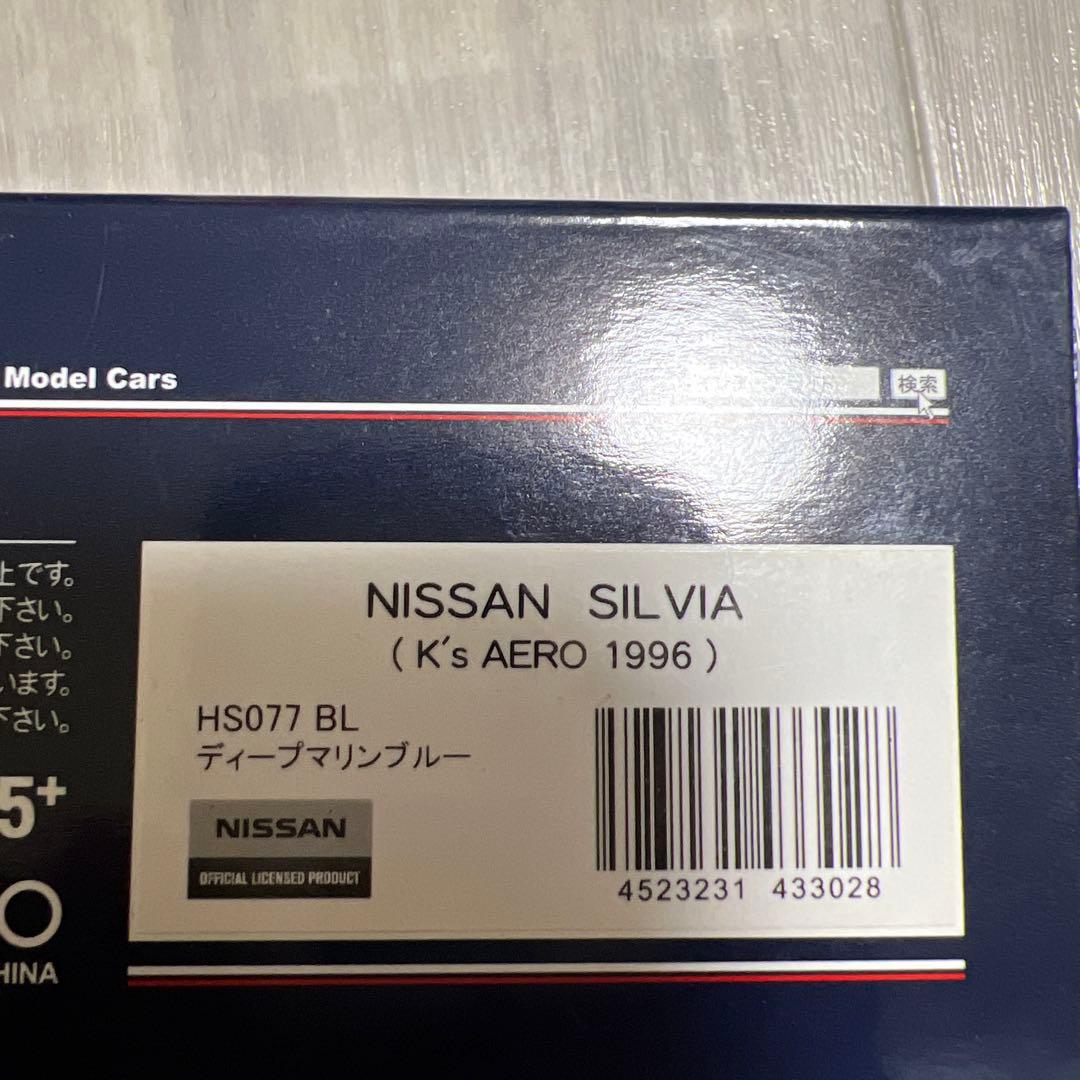 Model Cars
検索
上です。
下さい。
下さい。
います。
下さい。
5+
HINA
NISSAN SILVIA
( K's AERO 1996 )
HS077 BL
ディープマリンブルー
NISSAN
OFFICIAL LICENSED PRODUCT
4523231 433028